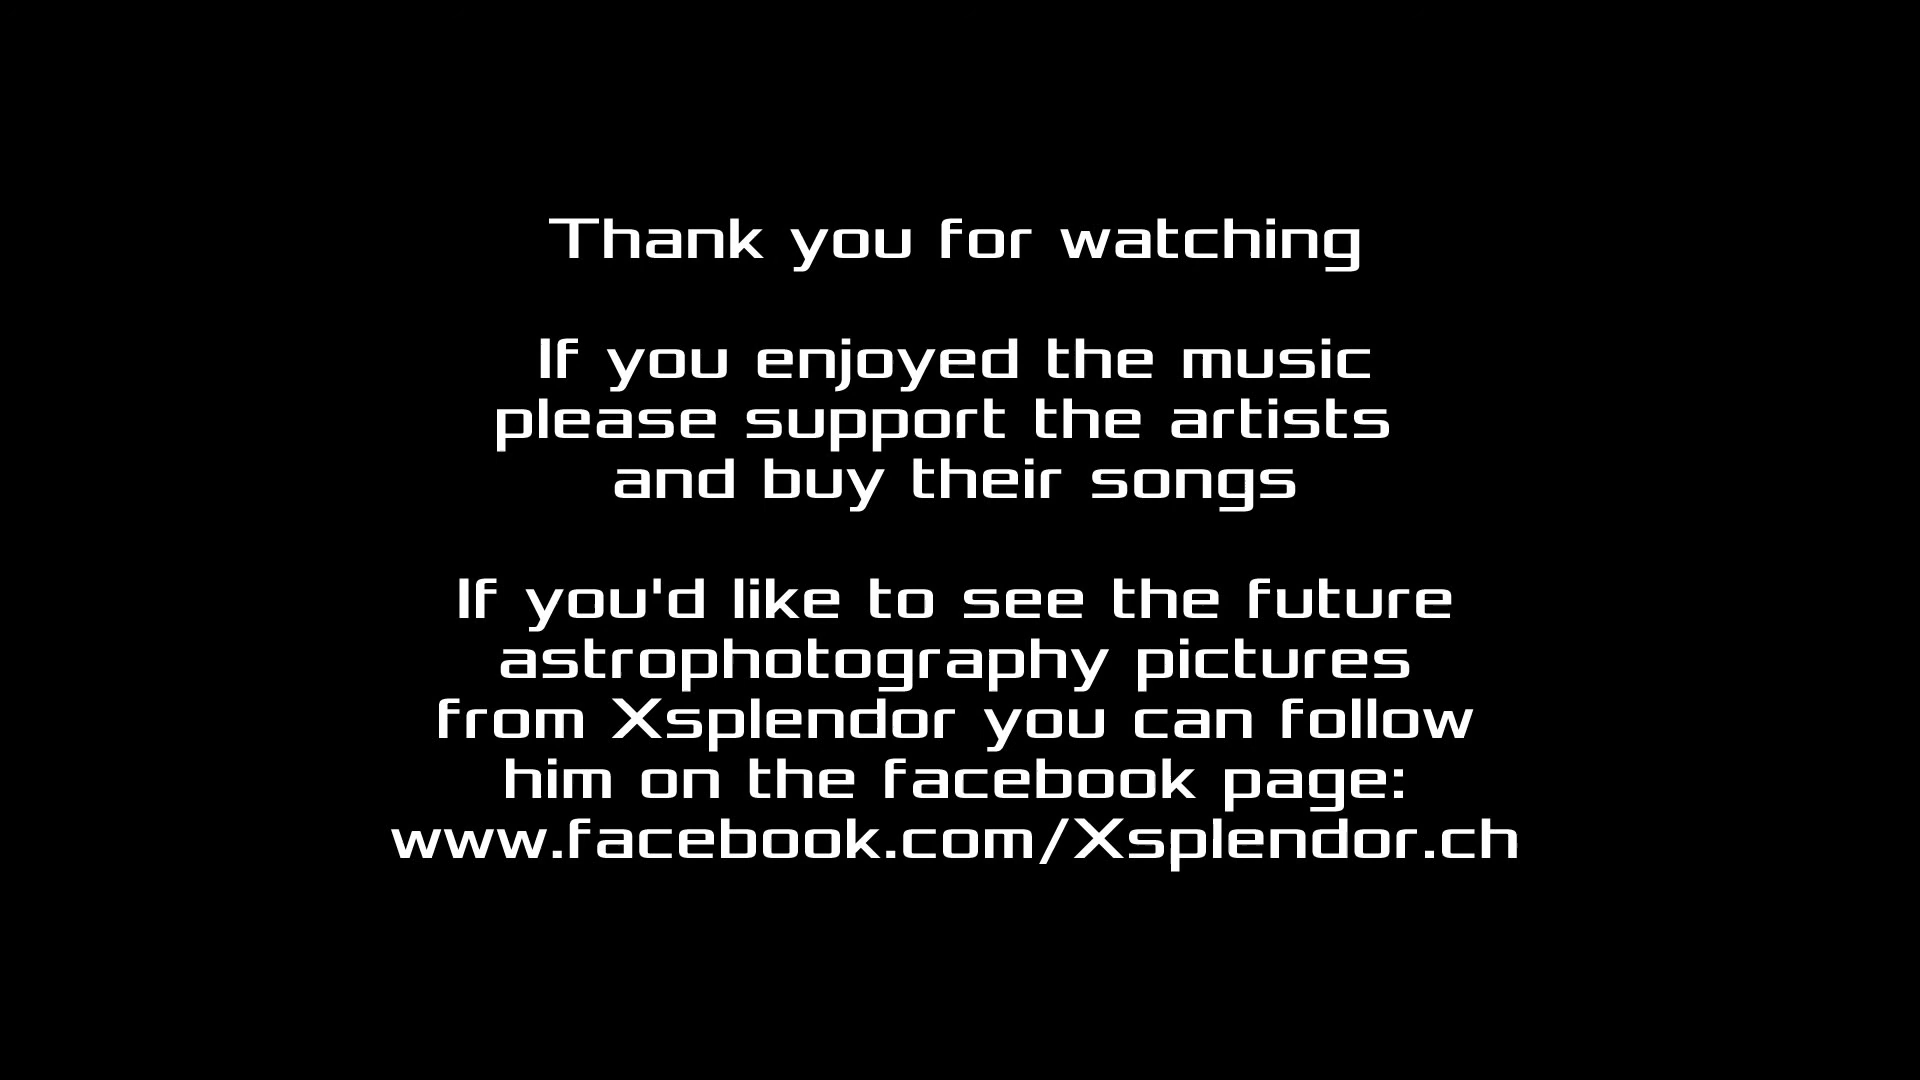 Thank you for watching
If you enjoyed the music
please support the artists
and buy their songs
If you'd like to see the future
astrophotography pictures
from Xsplendor you can follow
him on the facebook page:
www.facebook.com/Xsplendor.ch